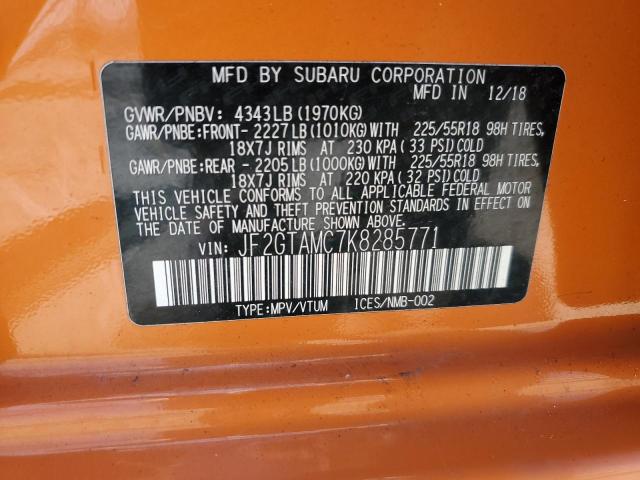 MFD BY SUBARU CORPORATION
MFD IN 12/18
GVWR/PNBV: 4343LB (1970KG)
GAWR/PNBE:FRONT- 2227LB(1010KG)WITH 225/55R18 98H TIRES,
18X7J RIMS AT 230 KPA ( 33 PSI)COLD
GAWR/PNBE:REAR - 2205LB(1000KG)WITH 225/55R18 98H TIRES,
18X7J RIMS AT 220 KPA ( 32 PSI)COLD
THIS VEHICLE CONFORMS TO ALL APPLICABLE FEDERAL MOTOR
VEHICLE SAFETY AND THEFT PREVENTION STANDARDS IN EFFECT ON
THE DATE OF MANUFACTURE SHOWN ABOVE.
VIN: JF2GTAMC7K8285771
TYPE:MPV/VTUM ICES/NMB-002